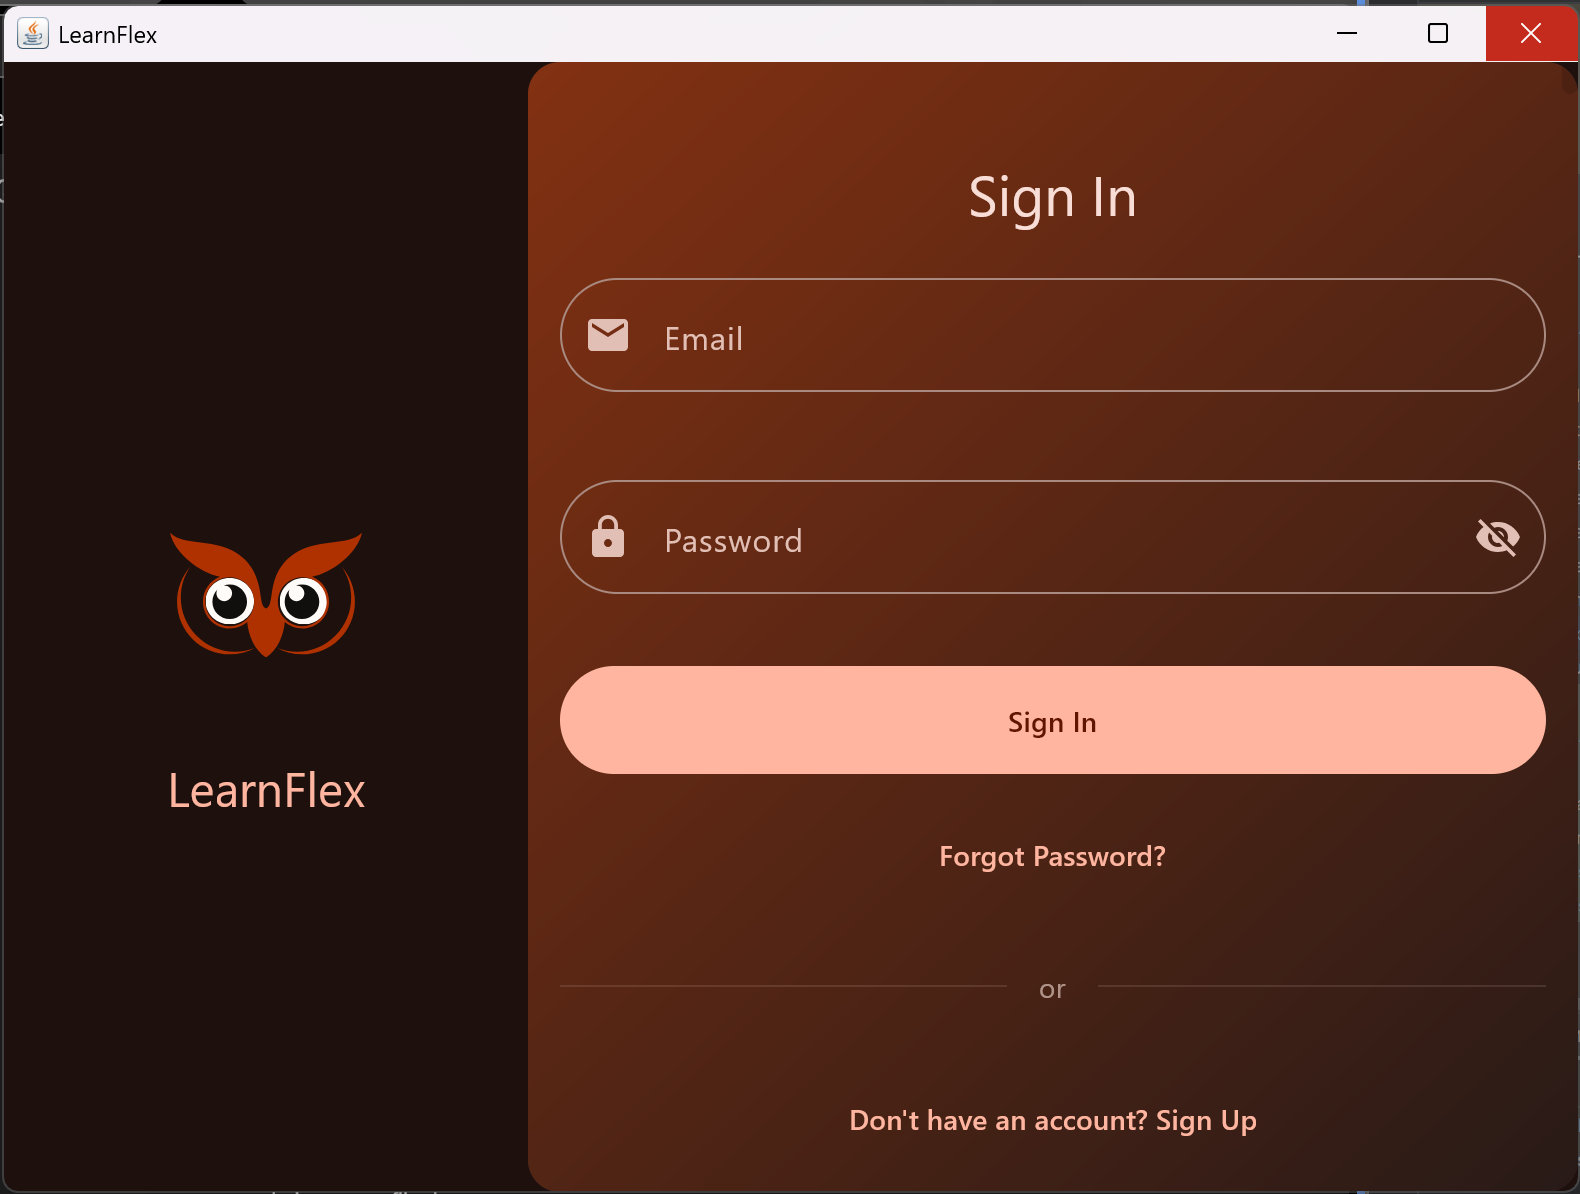 LearnFlex
Sign In
Email
Password
Sign In
Forgot Password?
or
Don't have an account? Sign Up
LearnFlex